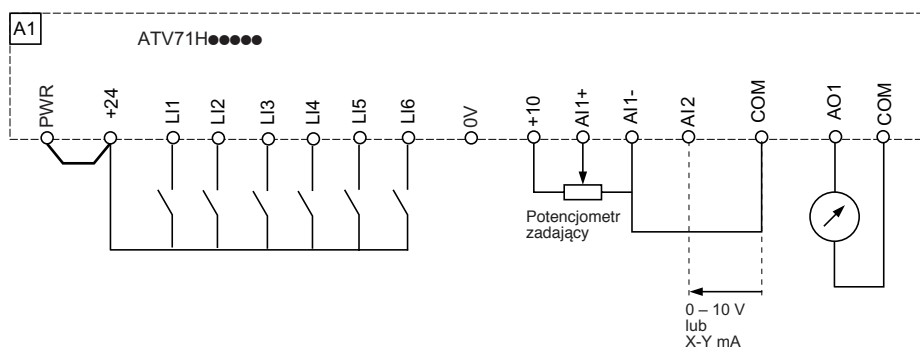 A1
ATV71H●●●●●
PWR
+24
LI1
LI2
LI3
LI4
LI5
LI6
0V
+10
AI1+
AI1-
AI2
COM
AO1
COM
Potencjometr
zadający
0 – 10 V
lub
X-Y mA